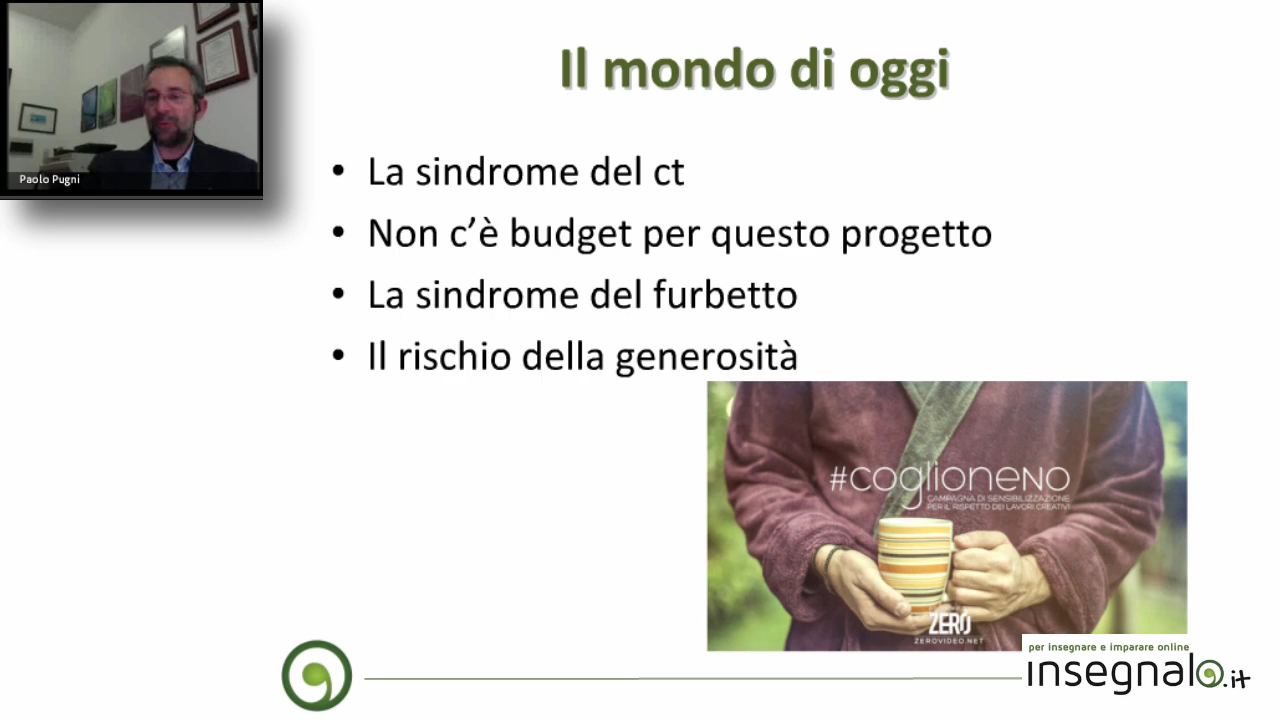 Il mondo di oggi
Paolo Pugni
• La sindrome del ct
• Non c’è budget per questo progetto
• La sindrome del furbetto
• Il rischio della generosità
#coglioneNO
CAMPAGNA DI SENSIBILIZZAZIONE
PER IL RISPETTO DEI LAVORI CREATIVI
ZERO
ZEROVIDEO.NET
per insegnare e imparare online
insegnalo.it